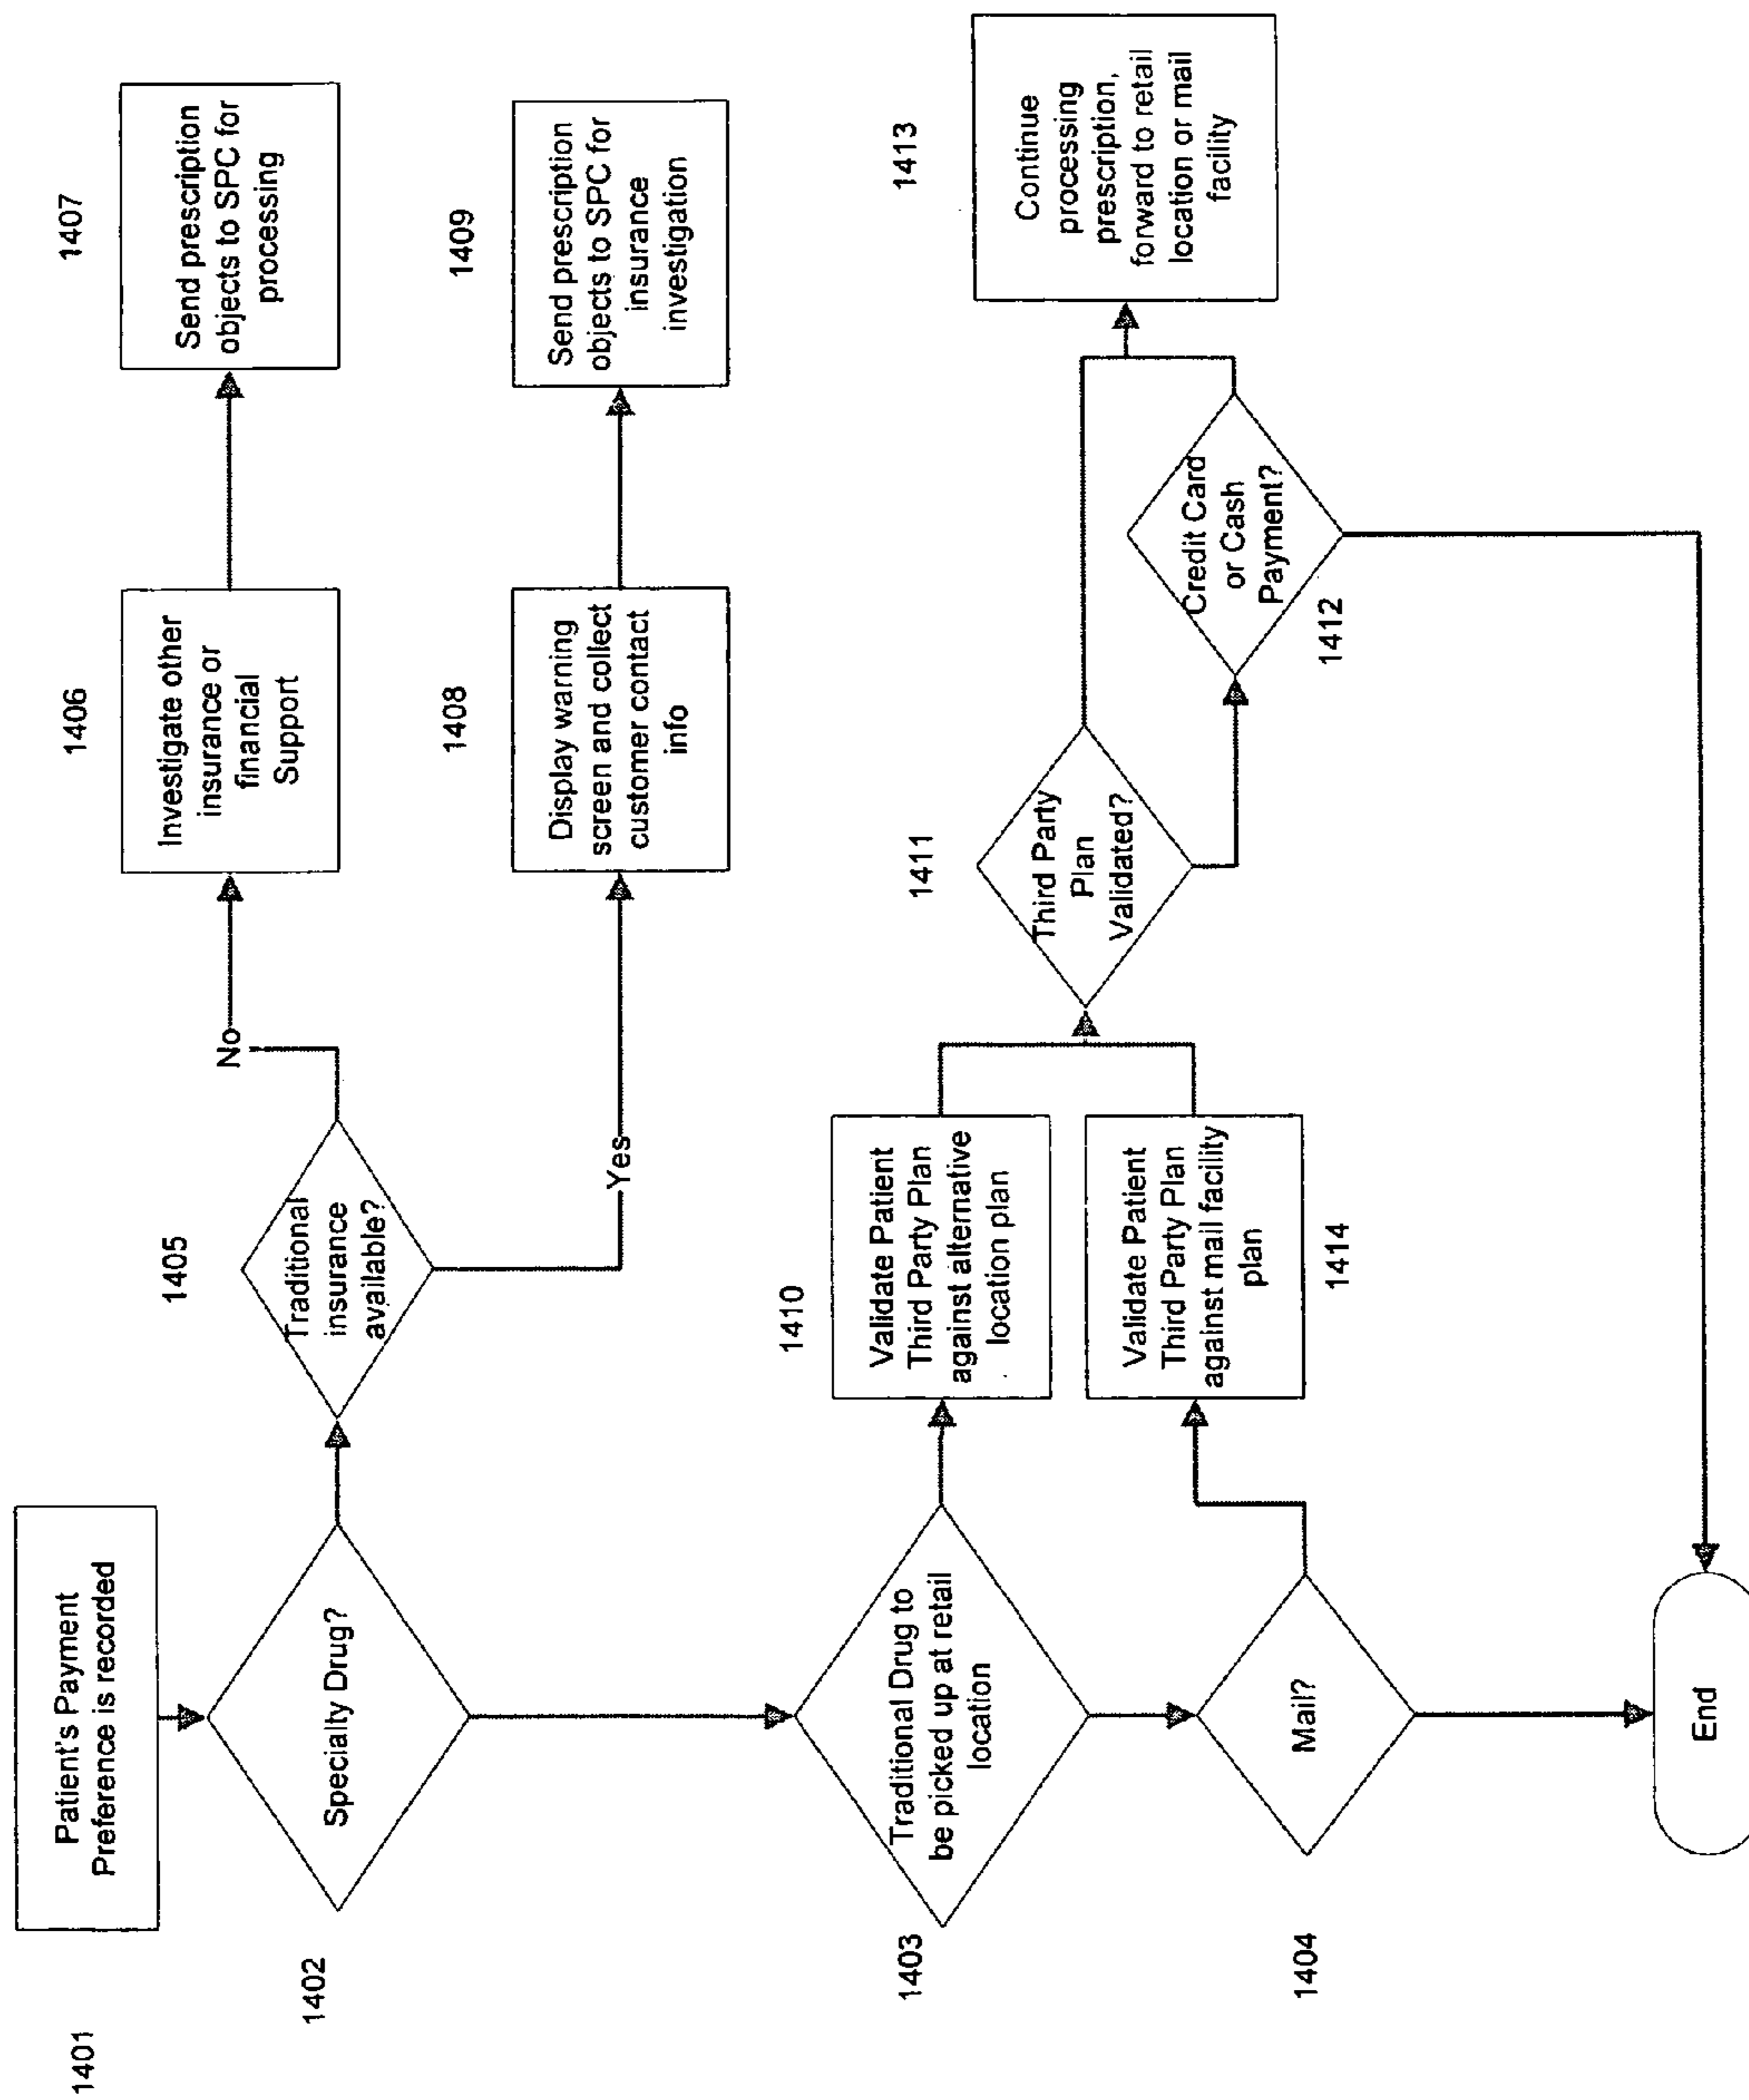 1401
Patient's Payment
Preference is recorded
1402
Specialty Drug?
1405
Traditional
insurance
available?
No
Yes
1406
Investigate other
insurance or
financial
Support
1407
Send prescription
objects to SPC for
processing
1408
Display warning
screen and collect
customer contact
info
1409
Send prescription
objects to SPC for
insurance
investigation
1403
Traditional Drug to
be picked up at retail
location
1410
Validate Patient
Third Party Plan
against alternative
location plan
1404
Mail?
Validate Patient
Third Party Plan
against mail facility
plan
1414
1411
Third Party
Plan
Validated?
Credit Card
or Cash
Payment?
1412
1413
Continue
processing
prescription,
forward to retail
location or mail
facility
End